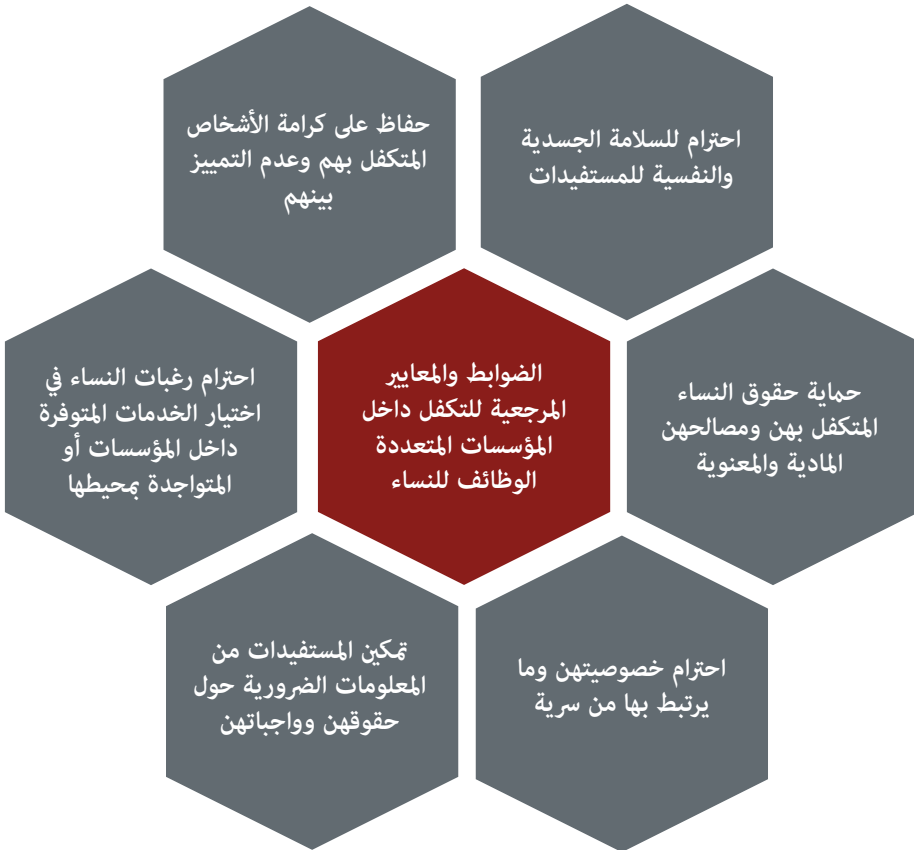 احترام للسلامة الجسدية
والنفسية للمستفيدات
حفاظ على كرامة الأشخاص
المتكفل بهم وعدم التمييز
بينهم
حماية حقوق النساء
المتكفل بهن ومصالحهن
المادية والمعنوية
الضوابط والمعايير
المرجعية للتكفل داخل
المؤسسات المتعددة
الوظائف للنساء
احترام رغبات النساء في
اختيار الخدمات المتوفرة
داخل المؤسسات أو
المتواجدة بمحيطها
احترام خصوصيتهن وما
يرتبط بها من سرية
تمكين المستفيدات من
المعلومات الضرورية حول
حقوقهن وواجباتهن